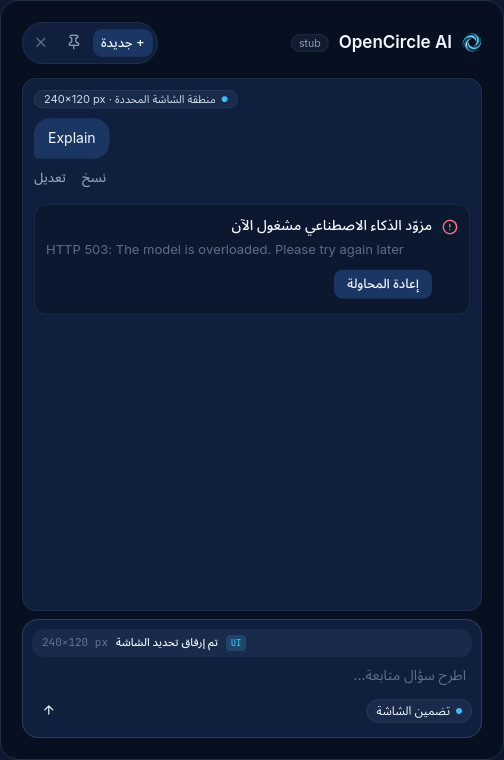 OpenCircle AI stub
+ جديدة
منطقة الشاشة المحددة · 240×120 px
Explain
نسخ تعديل
مزوّد الذكاء الاصطناعي مشغول الآن
HTTP 503: The model is overloaded. Please try again later
إعادة المحاولة
UI تم إرفاق تحديد الشاشة 240×120 px
اطرح سؤال متابعة...
تضمين الشاشة